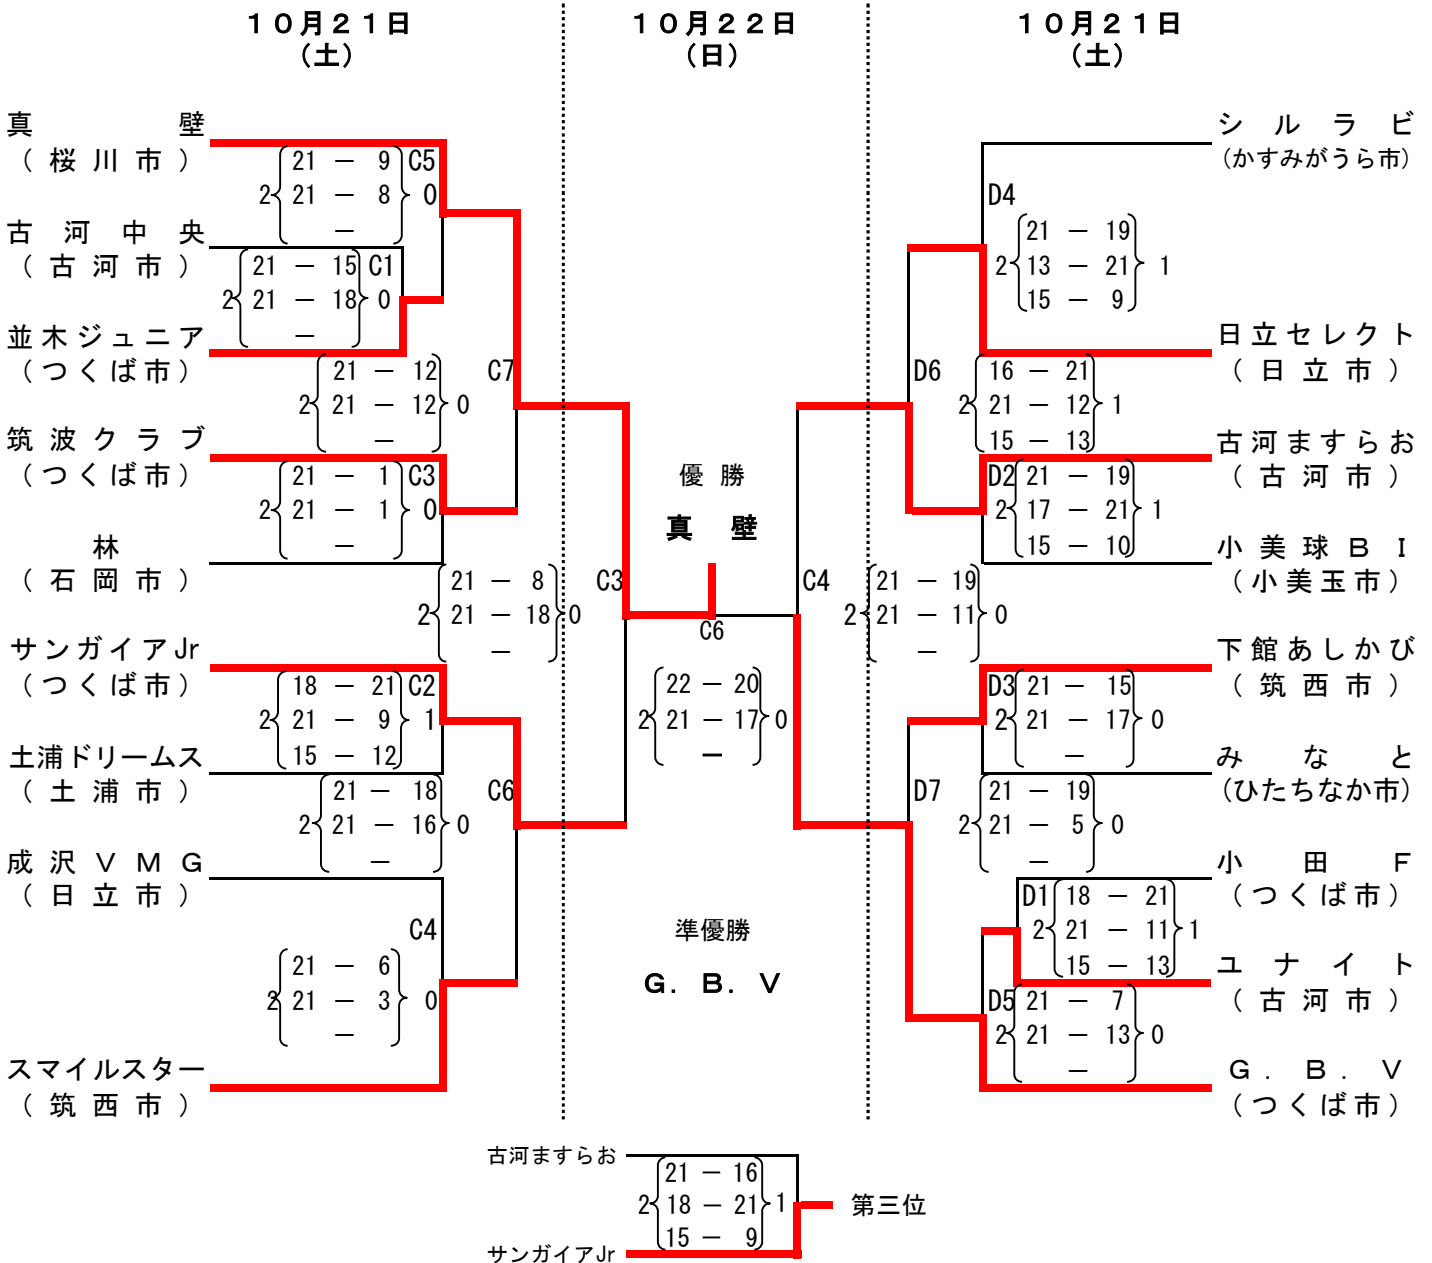 10月21日
(土)
10月22日
(日)
10月21日
(土)
真壁
(桜川市)
21 － 9
2 21 － 8 0
－
C5
古河中央
(古河市)
21 － 15
2 21 － 18 0
－
C1
並木ジュニア
(つくば市)
21 － 12
2 21 － 12 0
－
C7
筑波クラブ
(つくば市)
21 － 1
2 21 － 1 0
－
C3
林
(石岡市)
21 － 8
2 21 － 18 0
－
C3
サンガイアJr
(つくば市)
18 － 21
2 21 － 9 1
15 － 12
C2
土浦ドリームス
(土浦市)
21 － 18
2 21 － 16 0
－
C6
成沢VMG
(日立市)
C4
21 － 6
2 21 － 3 0
－
スマイルスター
(筑西市)
優勝
真壁
C6
22 － 20
2 21 － 17 0
－
準優勝
G.B.V
シルラビ
(かすみがうら市)
D4
21 － 19
2 13 － 21 1
15 － 9
日立セレクト
(日立市)
D6
16 － 21
2 21 － 12 1
15 － 13
古河ますらお
(古河市)
D2
21 － 19
2 17 － 21 1
15 － 10
小美球BI
(小美玉市)
C4
21 － 19
2 21 － 11 0
－
下館あしかび
(筑西市)
D3
21 － 15
2 21 － 17 0
－
みなと
(ひたちなか市)
D7
21 － 19
2 21 － 5 0
－
小田F
(つくば市)
D1
18 － 21
2 21 － 11 1
15 － 13
ユナイト
(古河市)
D5
21 － 7
2 21 － 13 0
－
G.B.V
(つくば市)
古河ますらお
21 － 16
2 18 － 21 1
15 － 9
第三位
サンガイアJr